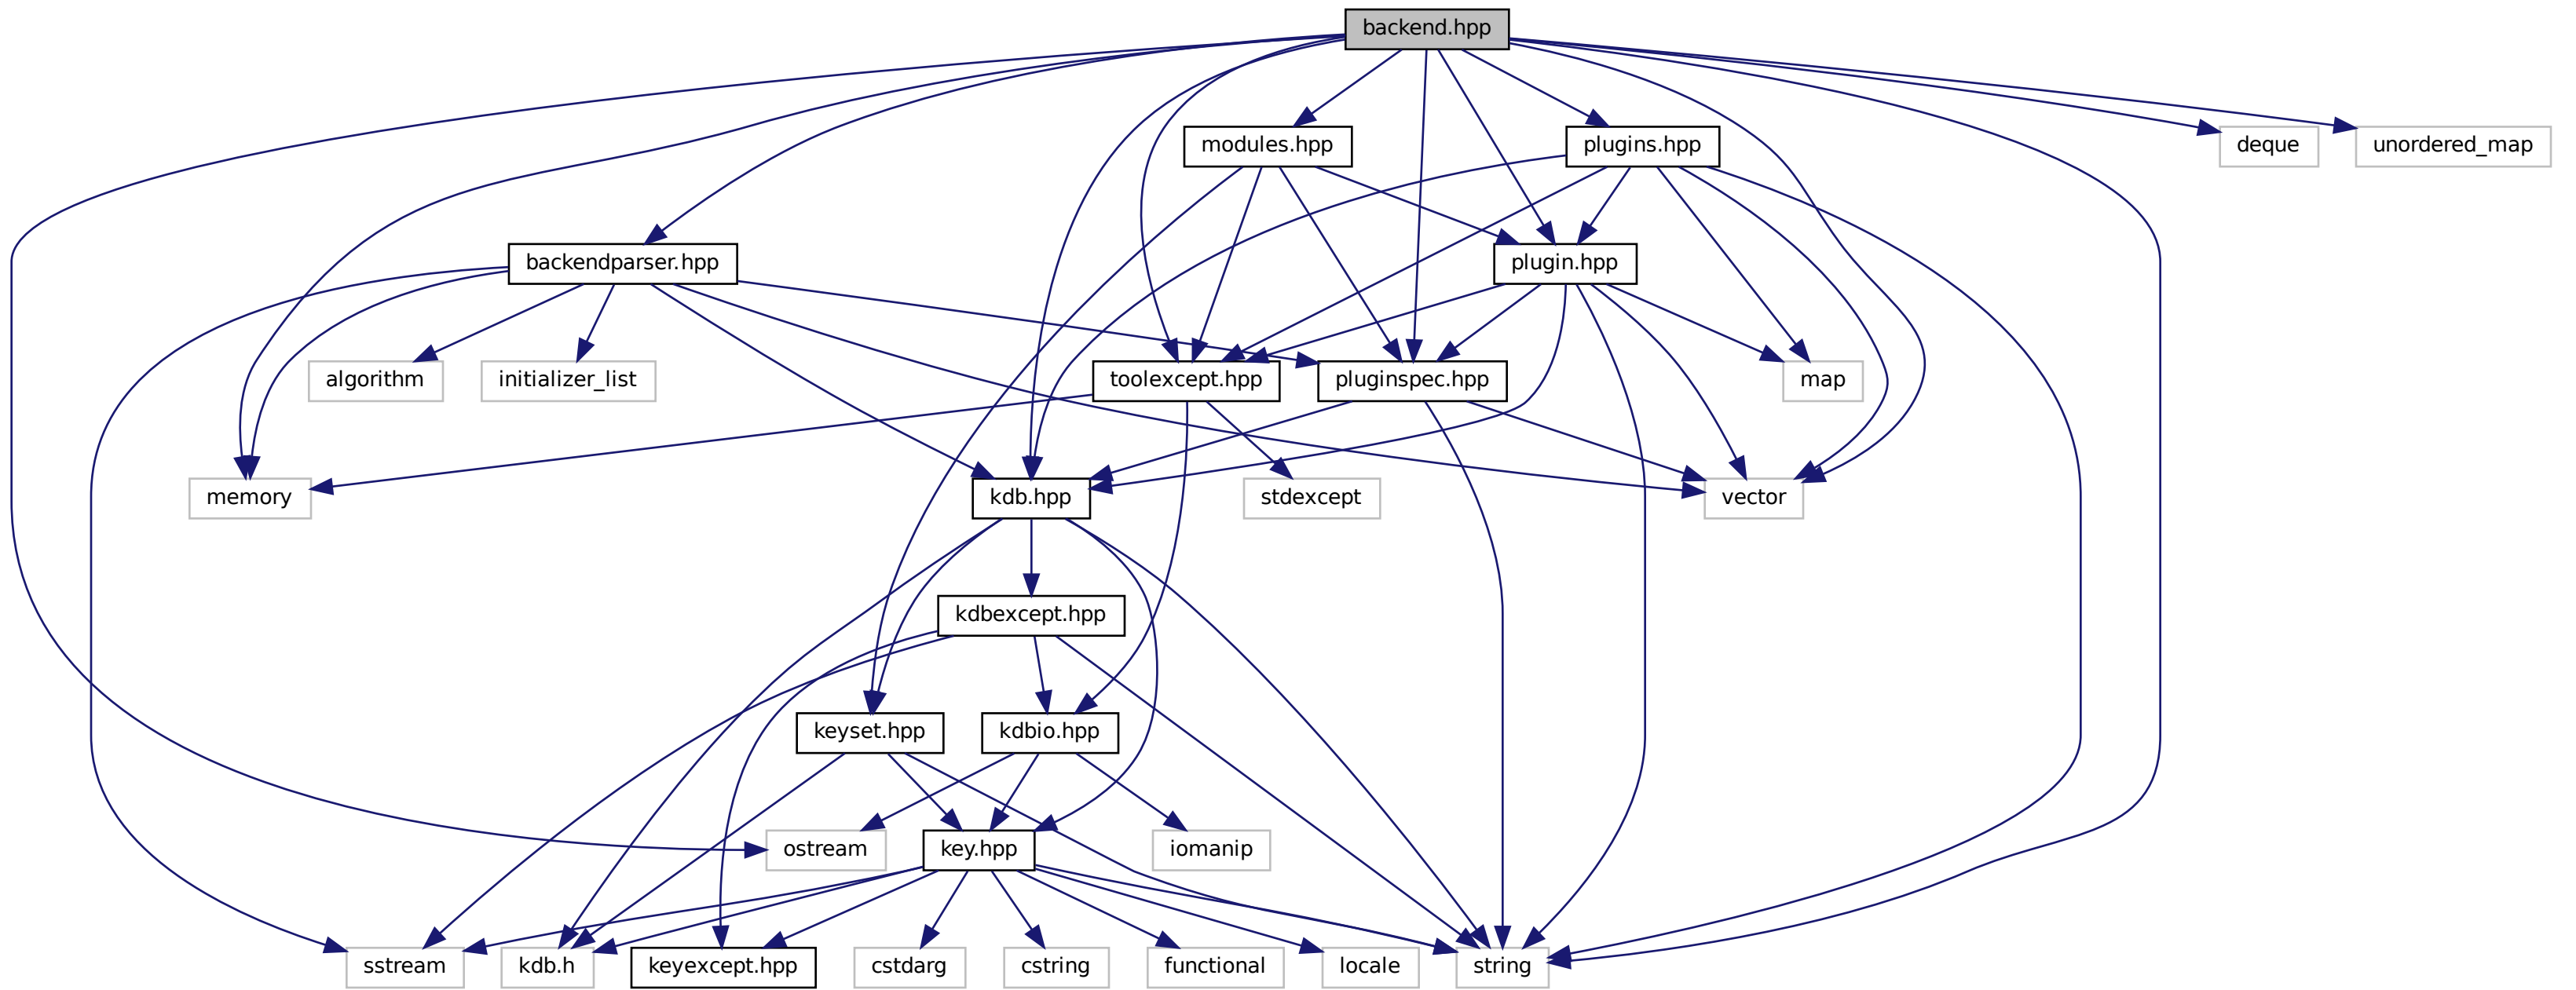 backend.hpp
modules.hpp
plugins.hpp
deque
unordered_map
backendparser.hpp
plugin.hpp
algorithm
initializer_list
toolexcept.hpp
pluginspec.hpp
map
memory
kdb.hpp
stdexcept
vector
kdbexcept.hpp
keyset.hpp
kdbio.hpp
ostream
key.hpp
iomanip
sstream
kdb.h
keyexcept.hpp
cstdarg
cstring
functional
locale
string